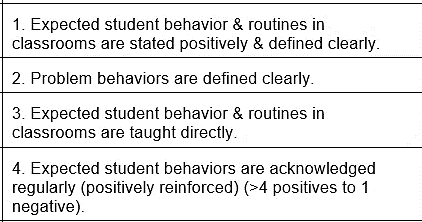 1. Expected student behavior & routines in
classrooms are stated positively & defined clearly.
2. Problem behaviors are defined clearly.
3. Expected student behavior & routines in
classrooms are taught directly.
4. Expected student behaviors are acknowledged
regularly (positively reinforced) (>4 positives to 1
negative).